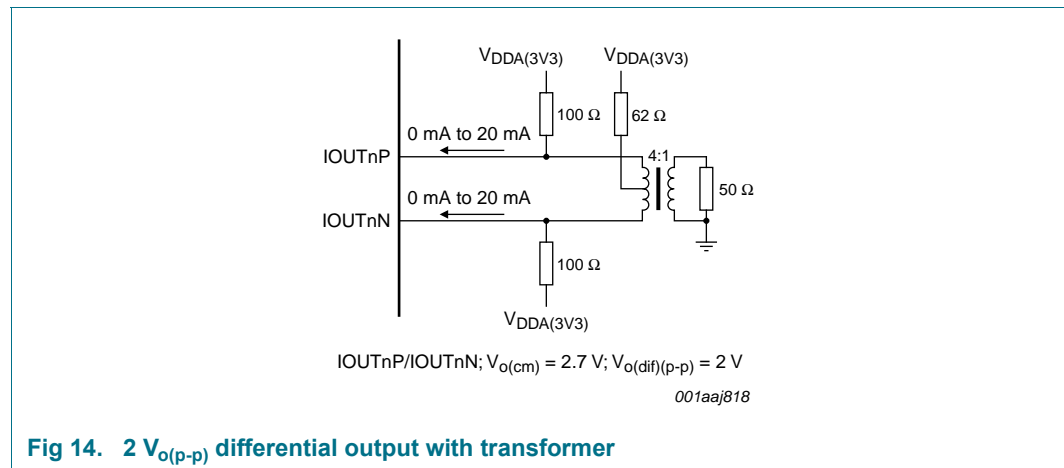 VDDA(3V3) VDDA(3V3)
100 Ω 62 Ω
0 mA to 20 mA
IOUTnP
4:1
50 Ω
0 mA to 20 mA
IOUTnN
100 Ω
VDDA(3V3)
IOUTnP/IOUTnN; Vo(cm) = 2.7 V; Vo(dif)(p-p) = 2 V
001aaj818
Fig 14. 2 Vo(p-p) differential output with transformer